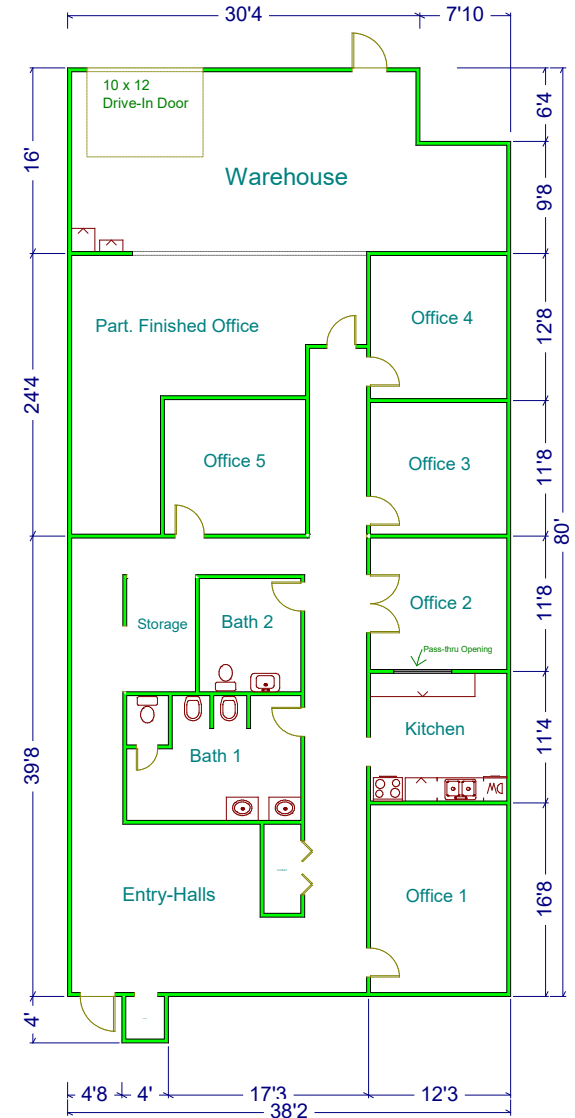 30'4
7'10
10 x 12
Drive-In Door
6'4
16'
Warehouse
9'8
Part. Finished Office
Office 4
12'8
24'4
Office 5
Office 3
11'8
80'
Storage
Bath 2
Office 2
11'8
Pass-thru Opening
Bath 1
Kitchen
11'4
39'8
DW
Entry-Halls
Office 1
16'8
4'
4'8
4'
17'3
12'3
38'2